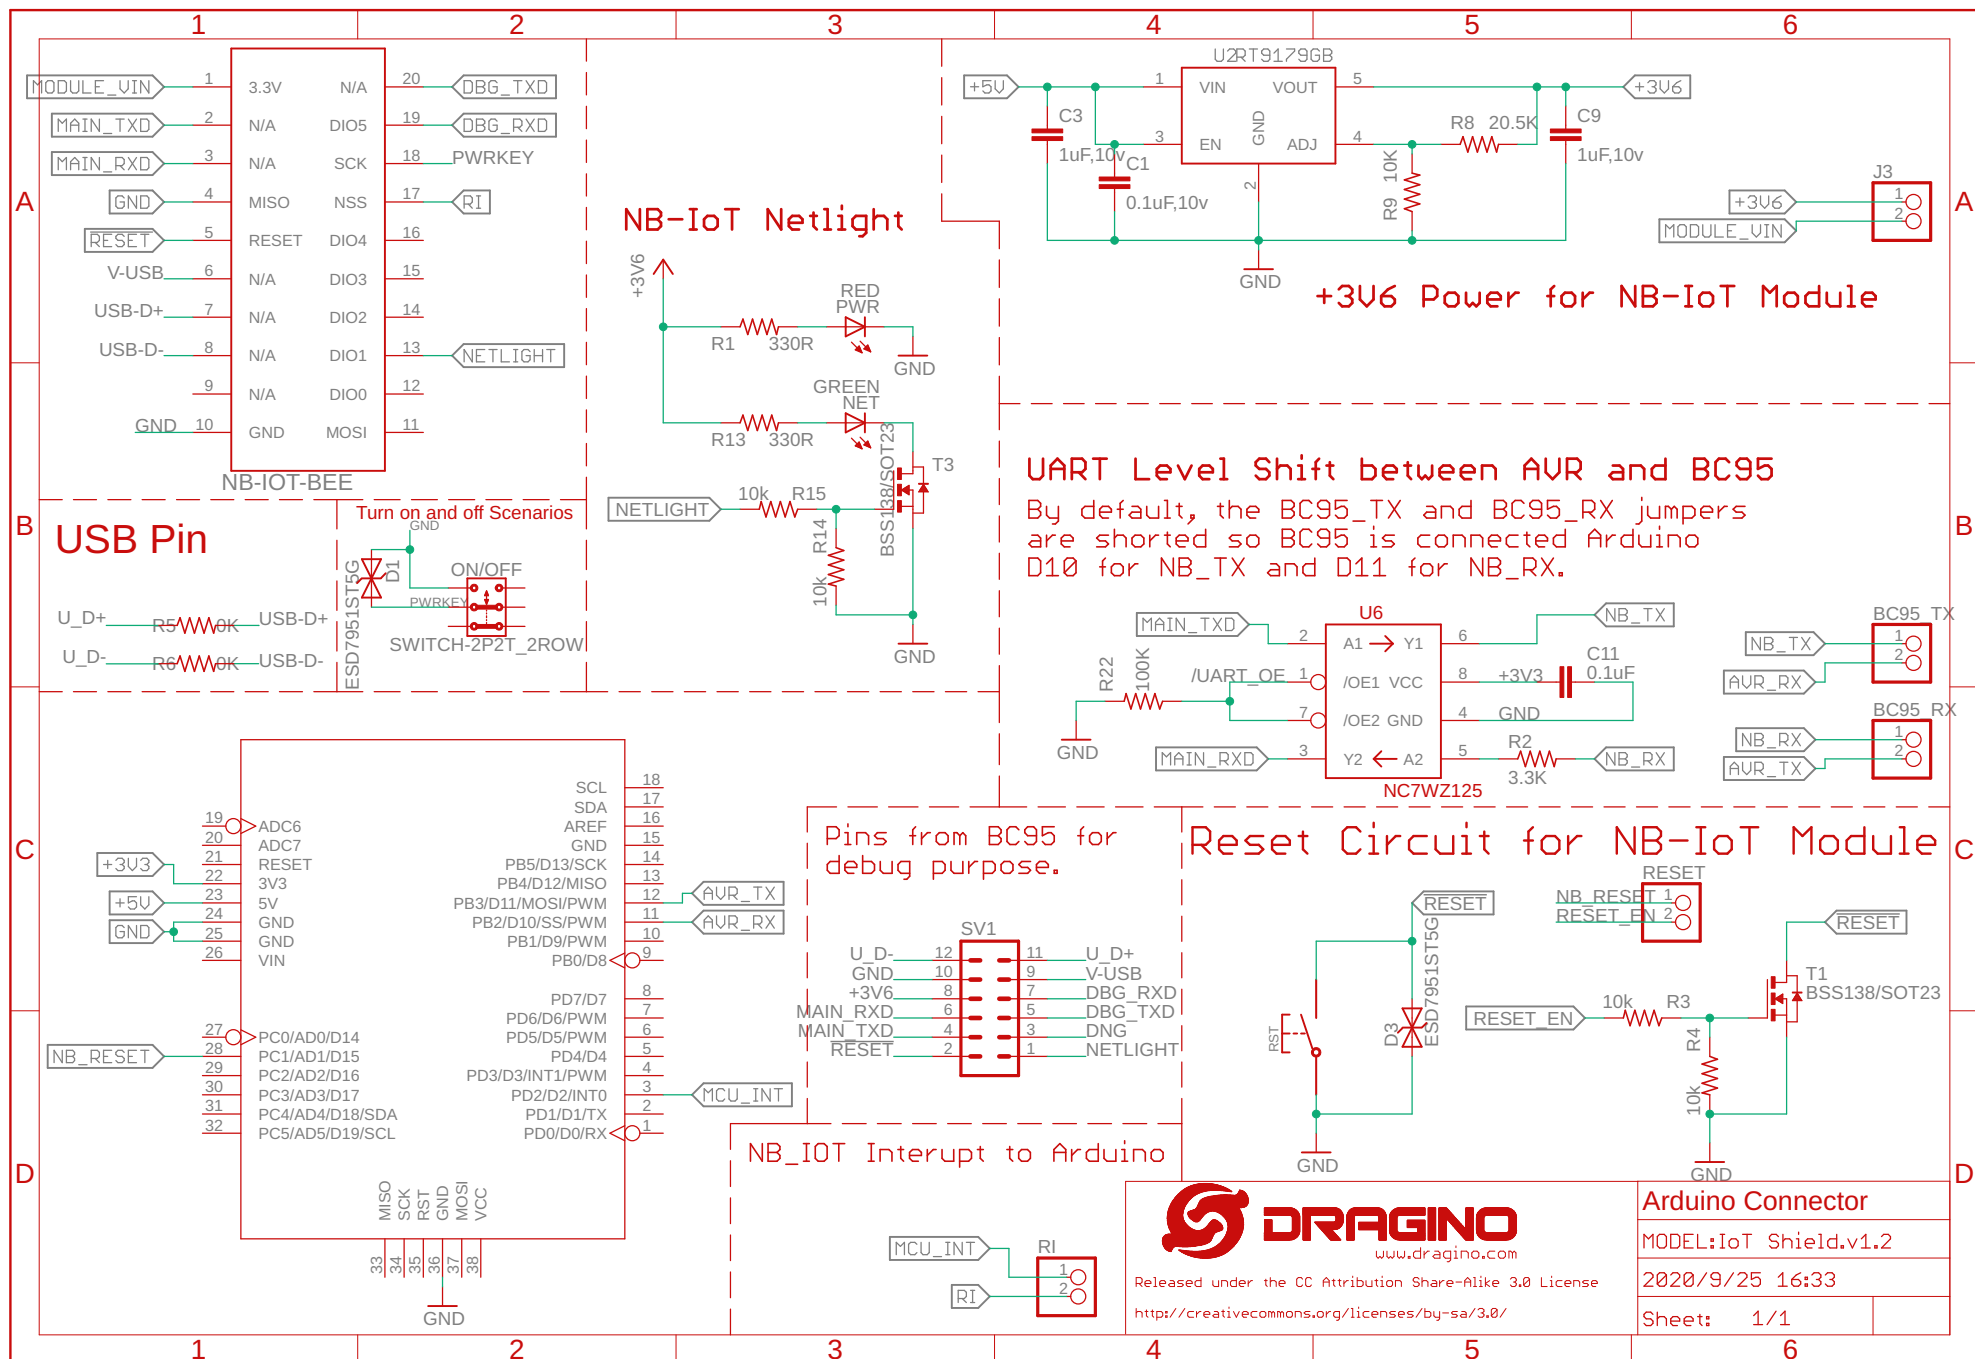 1 2 3 4 5 6
A
B
C
D
A
B
C
D
1 2 3 4 5 6
MODULE_VIN
MAIN_TXD
MAIN_RXD
GND
RESET
V-USB
USB-D+
USB-D-
GND
1 3.3V N/A 20
2 N/A DIO5 19
3 N/A SCK 18
4 MISO NSS 17
5 RESET DIO4 16
6 N/A DIO3 15
7 N/A DIO2 14
8 N/A DIO1 13
9 N/A DIO0 12
10 GND MOSI 11
DBG_TXD
DBG_RXD
PWRKEY
RI
NETLIGHT
NB-IOT-BEE
USB Pin
U_D+ R5 0K USB-D+
U_D- R6 0K USB-D-
Turn on and off Scenarios
GND
D1
ESD7951ST5G
ON/OFF
PWRKEY
SWITCH-2P2T_2ROW
NB-IoT Netlight
+3V6
RED
PWR
R1 330R
GND
GREEN
NET
R13 330R
BSS138/SOT23
T3
NETLIGHT
10k R15
R14
10k
GND
U2RT9179GB
+5V
1 VIN VOUT 5
3 EN ADJ 4
GND
2
+3V6
C3
1uF,10v
C1
0.1uF,10v
R8 20.5K
R9 10K
C9
1uF,10v
GND
J3
+3V6 1
MODULE_VIN 2
+3V6 Power for NB-IoT Module
UART Level Shift between AVR and BC95
By default, the BC95_TX and BC95_RX jumpers
are shorted so BC95 is connected Arduino
D10 for NB_TX and D11 for NB_RX.
U6
MAIN_TXD 2 A1 Y1 6 NB_TX
/UART_OE 1 /OE1 VCC 8 +3V3
7 /OE2 GND 4 GND
MAIN_RXD 3 Y2 A2 5 NB_RX
R22
100K
GND
C11
0.1uF
R2
3.3K
NC7WZ125
BC95_TX
NB_TX 1
AVR_RX 2
BC95_RX
NB_RX 1
AVR_TX 2
+3V3
+5V
GND
NB_RESET
19 ADC6
20 ADC7
21 RESET
22 3V3
23 5V
24 GND
25 GND
26 VIN
27 PC0/AD0/D14
28 PC1/AD1/D15
29 PC2/AD2/D16
30 PC3/AD3/D17
31 PC4/AD4/D18/SDA
32 PC5/AD5/D19/SCL
SCL 18
SDA 17
AREF 16
GND 15
PB5/D13/SCK 14
PB4/D12/MISO 13
PB3/D11/MOSI/PWM 12
PB2/D10/SS/PWM 11
PB1/D9/PWM 10
PB0/D8 9
PD7/D7 8
PD6/D6/PWM 7
PD5/D5/PWM 6
PD4/D4 5
PD3/D3/INT1/PWM 4
PD2/D2/INT0 3
PD1/D1/TX 2
PD0/D0/RX 1
AVR_TX
AVR_RX
MCU_INT
MISO SCK RST GND MOSI VCC
33 34 35 36 37 38
GND
Pins from BC95 for
debug purpose.
SV1
U_D- 12 11 U_D+
GND 10 9 V-USB
+3V6 8 7 DBG_RXD
MAIN_RXD 6 5 DBG_TXD
MAIN_TXD 4 3 DNG
RESET 2 1 NETLIGHT
Reset Circuit for NB-IoT Module
RESET
NB_RESET 1
RESET_EN 2
RESET
RST
D3
ESD7951ST5G
GND
RESET
T1
BSS138/SOT23
RESET_EN
10k R3
R4
10k
GND
NB_IOT Interupt to Arduino
MCU_INT
RI
RI
1
2
DRAGINO
www.dragino.com
Released under the CC Attribution Share-Alike 3.0 License
http://creativecommons.org/licenses/by-sa/3.0/
Arduino Connector
MODEL:IoT Shield.v1.2
2020/9/25 16:33
Sheet: 1/1